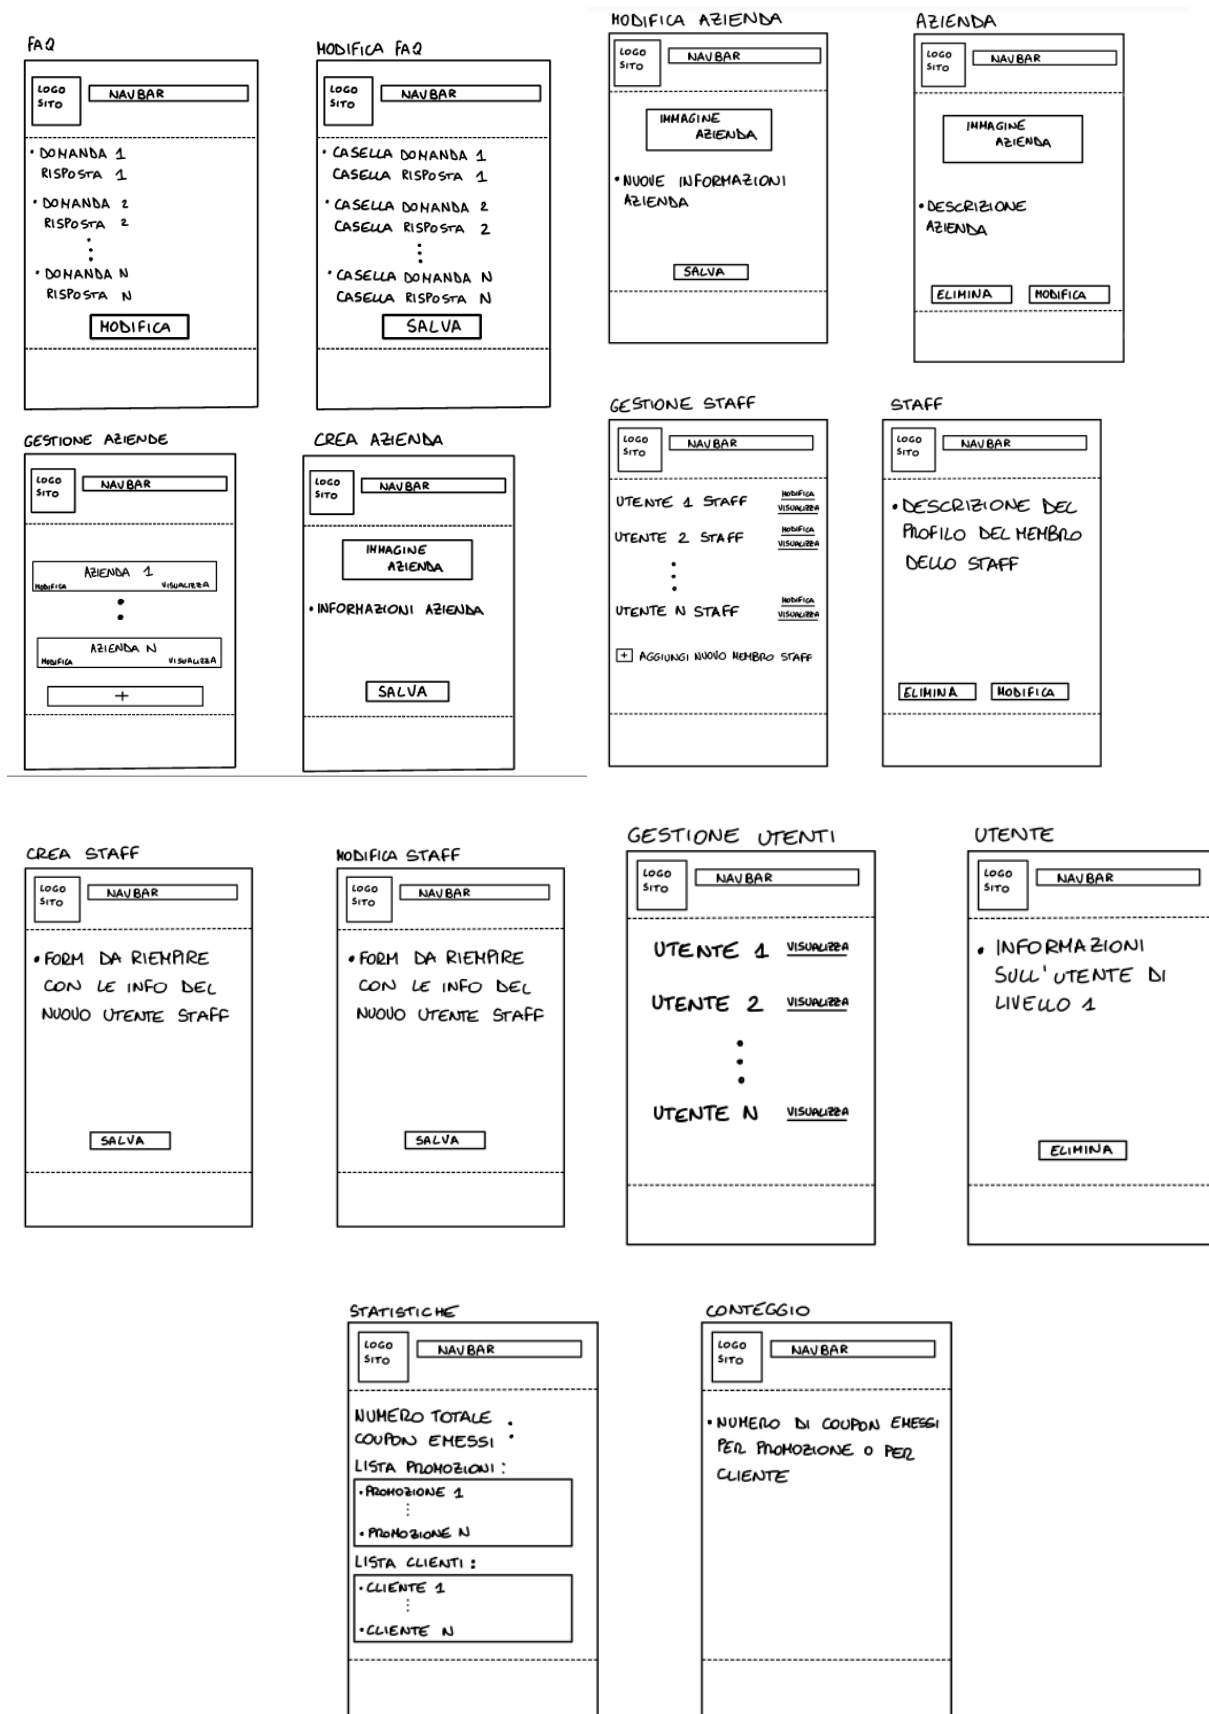 FAQ
LOGO
SITO
NAVBAR
• DOMANDA 1
RISPOSTA 1
• DOMANDA 2
RISPOSTA 2
• DOMANDA N
RISPOSTA N
MODIFICA
MODIFICA FAQ
LOGO
SITO
NAVBAR
• CASELLA DOMANDA 1
CASELLA RISPOSTA 1
• CASELLA DOMANDA 2
CASELLA RISPOSTA 2
• CASELLA DOMANDA N
CASELLA RISPOSTA N
SALVA
MODIFICA AZIENDA
LOGO
SITO
NAVBAR
IMMAGINE
AZIENDA
• NUOVE INFORMAZIONI
AZIENDA
SALVA
AZIENDA
LOGO
SITO
NAVBAR
IMMAGINE
AZIENDA
• DESCRIZIONE
AZIENDA
ELIMINA MODIFICA
GESTIONE AZIENDE
LOGO
SITO
NAVBAR
AZIENDA 1
MODIFICA VISUALIZZA
AZIENDA N
MODIFICA VISUALIZZA
+
CREA AZIENDA
LOGO
SITO
NAVBAR
IMMAGINE
AZIENDA
• INFORMAZIONI AZIENDA
SALVA
GESTIONE STAFF
LOGO
SITO
NAVBAR
UTENTE 1 STAFF
MODIFICA
VISUALIZZA
UTENTE 2 STAFF
MODIFICA
VISUALIZZA
UTENTE N STAFF
MODIFICA
VISUALIZZA
+ AGGIUNGI NUOVO MEMBRO STAFF
STAFF
LOGO
SITO
NAVBAR
• DESCRIZIONE DEL
PROFILO DEL MEMBRO
DELLO STAFF
ELIMINA MODIFICA
CREA STAFF
LOGO
SITO
NAVBAR
• FORM DA RIEMPIRE
CON LE INFO DEL
NUOVO UTENTE STAFF
SALVA
MODIFICA STAFF
LOGO
SITO
NAVBAR
• FORM DA RIEMPIRE
CON LE INFO DEL
NUOVO UTENTE STAFF
SALVA
GESTIONE UTENTI
LOGO
SITO
NAVBAR
UTENTE 1 VISUALIZZA
UTENTE 2 VISUALIZZA
UTENTE N VISUALIZZA
UTENTE
LOGO
SITO
NAVBAR
• INFORMAZIONI
SULL'UTENTE DI
LIVELLO 1
ELIMINA
STATISTICHE
LOGO
SITO
NAVBAR
NUMERO TOTALE
COUPON EMESSI :
LISTA PROMOZIONI :
• PROMOZIONE 1
• PROMOZIONE N
LISTA CLIENTI :
• CLIENTE 1
• CLIENTE N
CONTEGGIO
LOGO
SITO
NAVBAR
• NUMERO DI COUPON EMESSI
PER PROMOZIONE O PER
CLIENTE